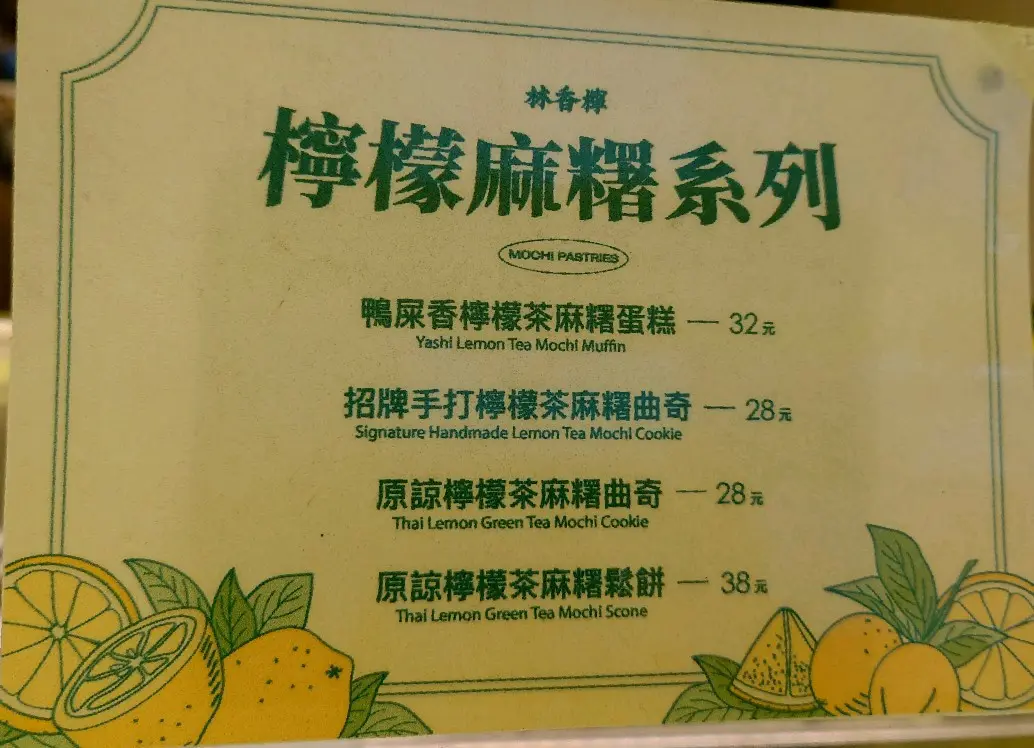 林香檸
檸檬麻糬系列
MOCHI PASTRIES
鴨屎香檸檬茶麻糬蛋糕 — 32元
Yashi Lemon Tea Mochi Muffin
招牌手打檸檬茶麻糬曲奇 — 28元
Signature Handmade Lemon Tea Mochi Cookie
原諒檸檬茶麻糬曲奇 — 28元
Thai Lemon Green Tea Mochi Cookie
原諒檸檬茶麻糬鬆餅 — 38元
Thai Lemon Green Tea Mochi Scone